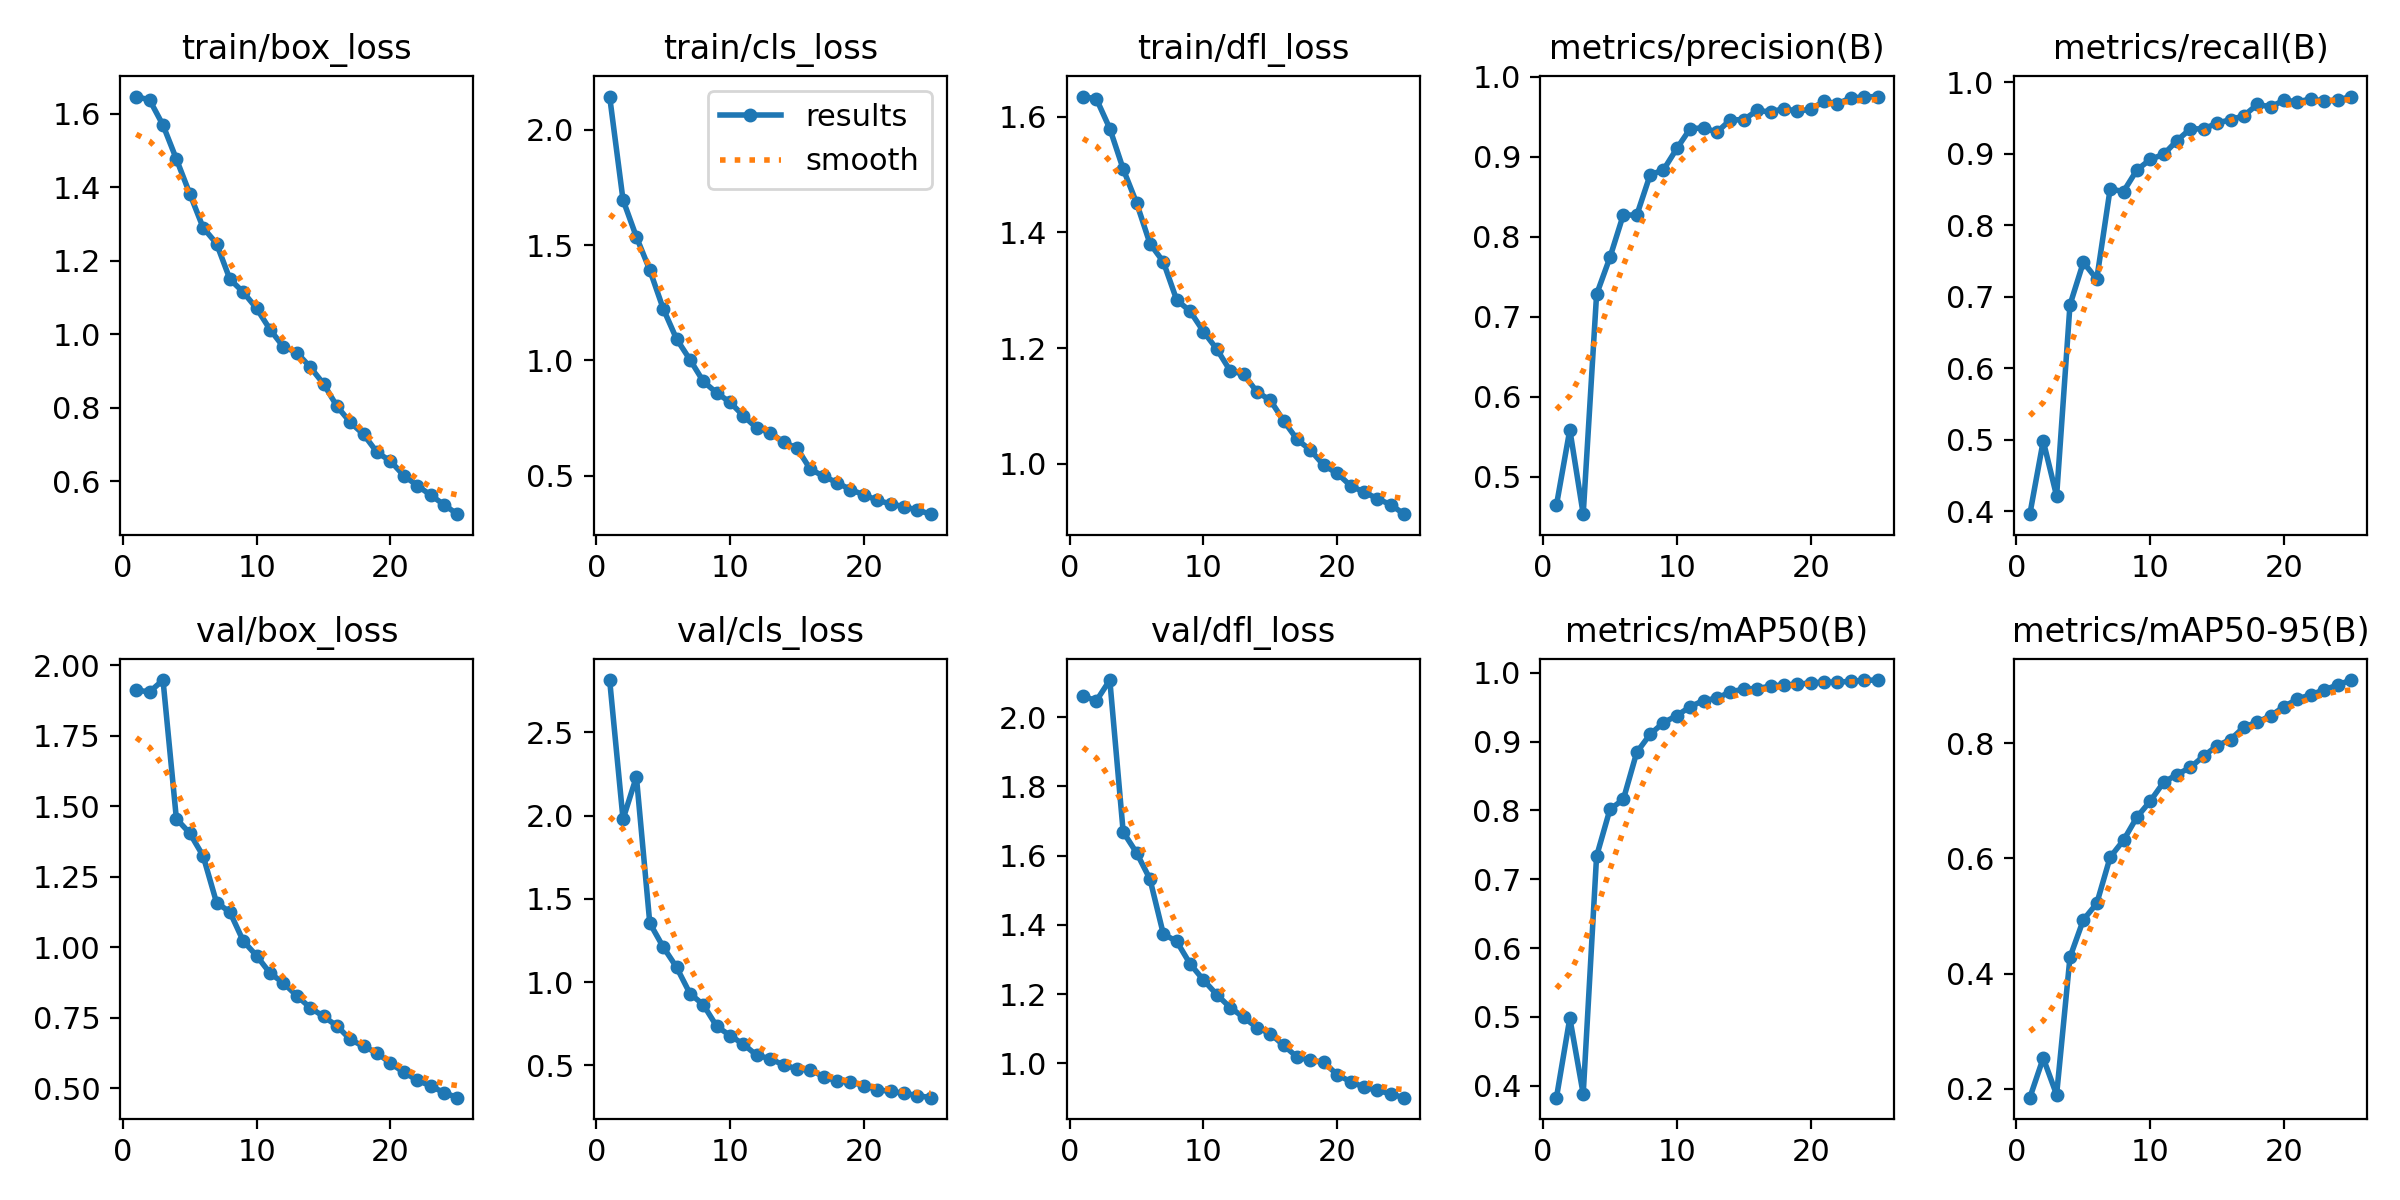 train/box_loss
train/cls_loss
train/dfl_loss
metrics/precision(B)
metrics/recall(B)
1.6
1.4
1.2
1.0
0.8
0.6
0 10 20
2.0
1.5
1.0
0.5
results
smooth
0 10 20
1.6
1.4
1.2
1.0
0 10 20
1.0
0.9
0.8
0.7
0.6
0.5
0 10 20
1.0
0.9
0.8
0.7
0.6
0.5
0.4
0 10 20
val/box_loss
val/cls_loss
val/dfl_loss
metrics/mAP50(B)
metrics/mAP50-95(B)
2.00
1.75
1.50
1.25
1.00
0.75
0.50
0 10 20
2.5
2.0
1.5
1.0
0.5
0 10 20
2.0
1.8
1.6
1.4
1.2
1.0
0 10 20
1.0
0.9
0.8
0.7
0.6
0.5
0.4
0 10 20
0.8
0.6
0.4
0.2
0 10 20